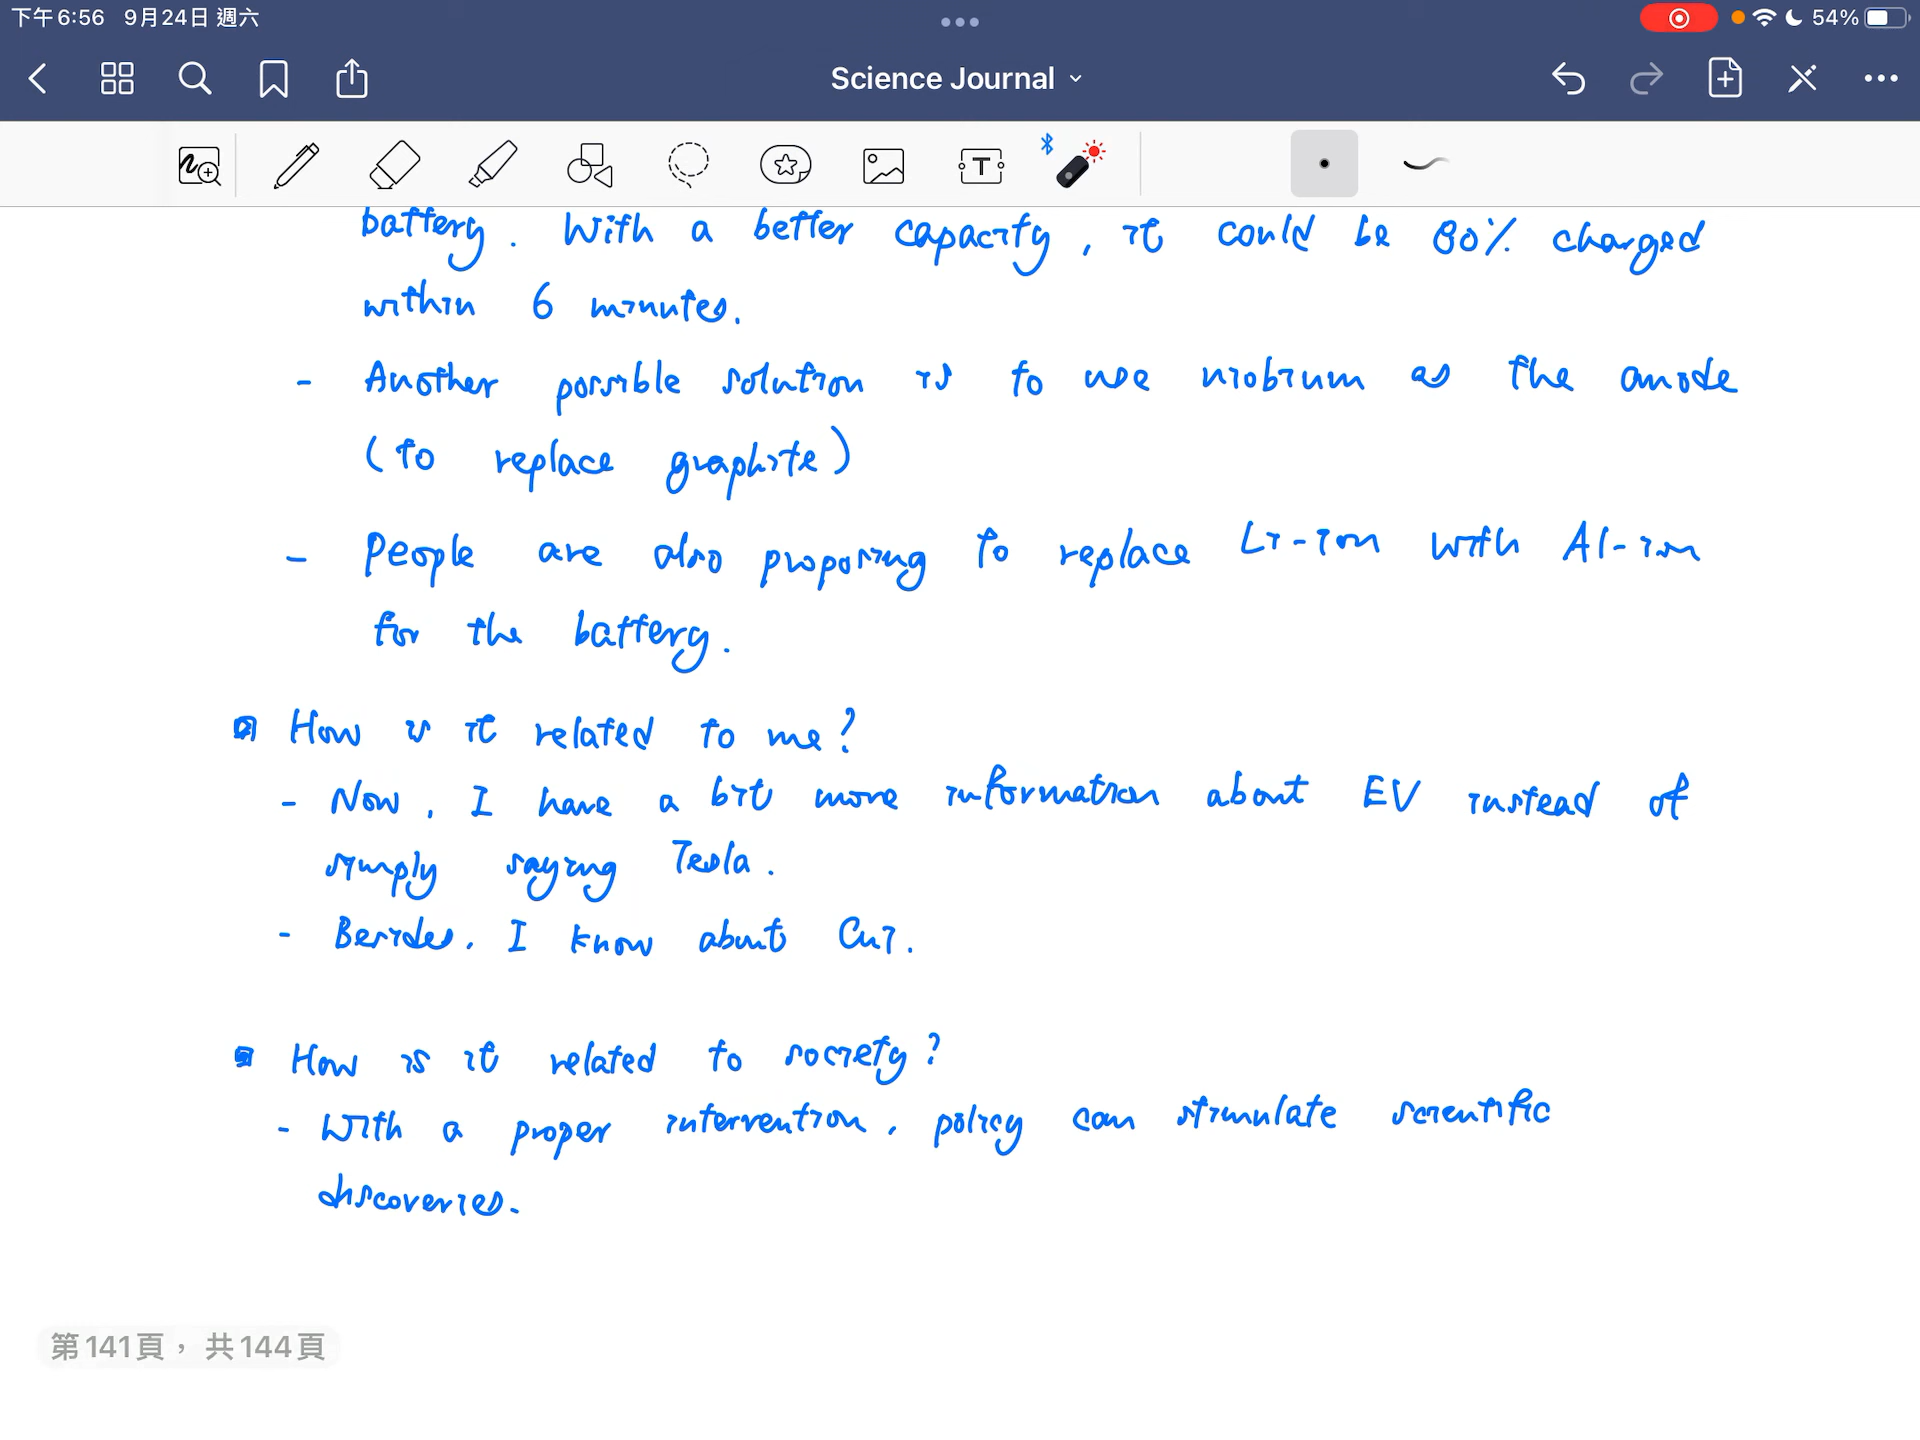 下午6:56 9月24日 週六
54%
Science Journal
T
battery. With a better capacity, it could be 80% charged
within 6 minutes.
- Another possible solution is to use niobium as the anode
(to replace graphite)
- People are also proposing to replace Li-ion with Al-ion
for the battery.
How is it related to me?
- Now, I have a bit more information about EV instead of
simply saying Tesla.
- Besides, I know about
How is it related to society?
- With a proper intervention, policy can stimulate scientific
discoveries.
第141頁，共144頁